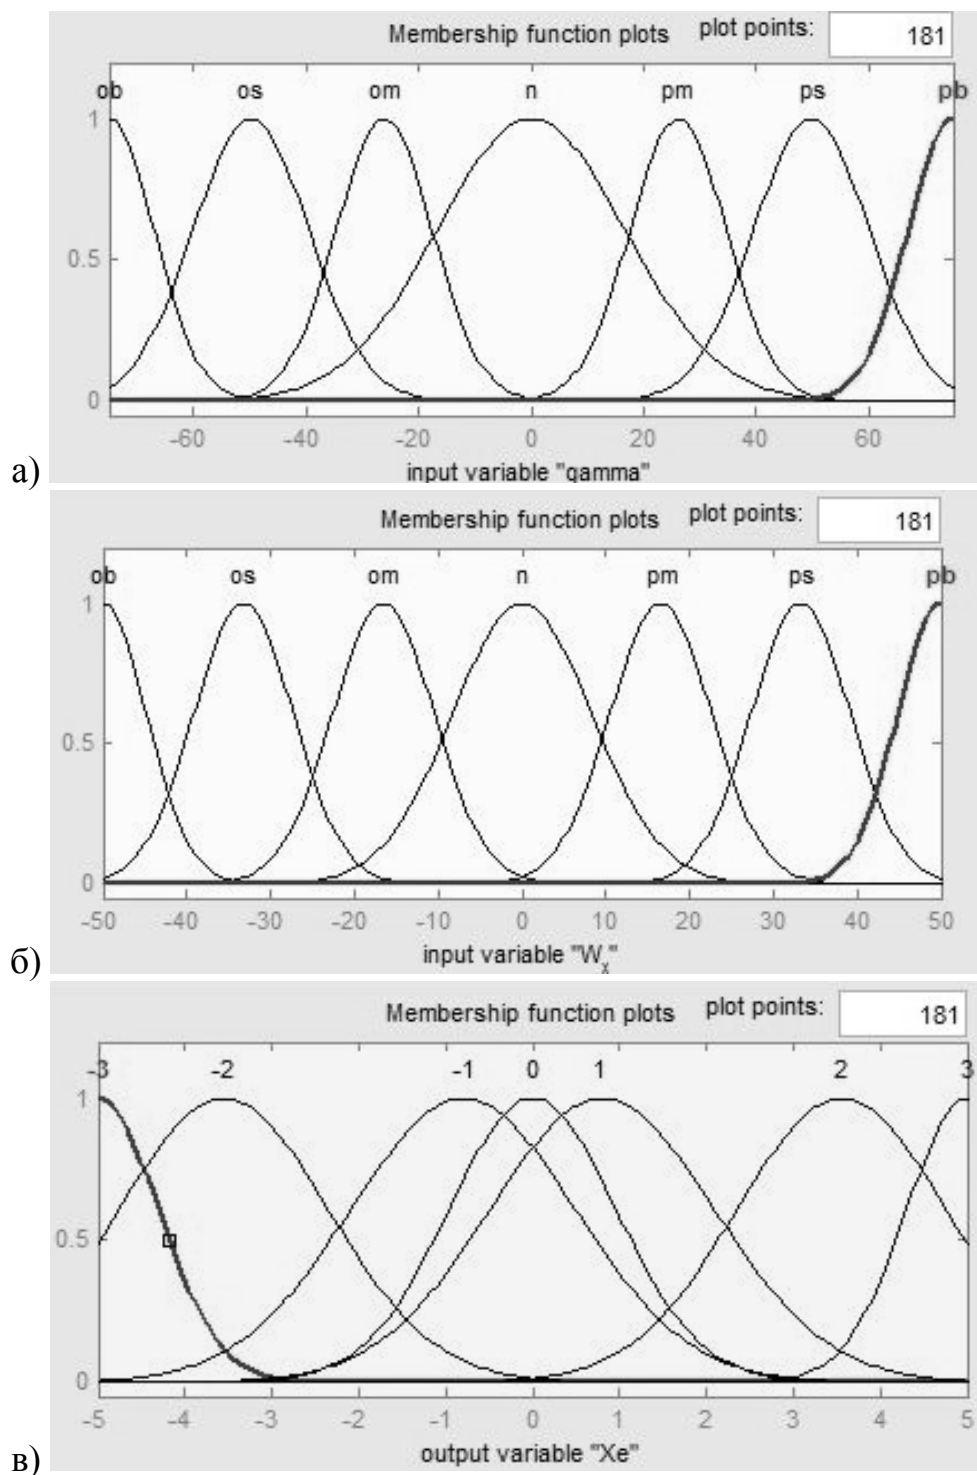 Membership function plots plot points: 181
ob os om n pm ps pb
1
0.5
0
-60 -40 -20 0 20 40 60
а) input variable "gamma"
Membership function plots plot points: 181
ob os om n pm ps pb
1
0.5
0
-50 -40 -30 -20 -10 0 10 20 30 40 50
б) input variable "W_x"
Membership function plots plot points: 181
-3 -2 -1 0 1 2 3
1
0.5
0
-5 -4 -3 -2 -1 0 1 2 3 4 5
в) output variable "Xe"